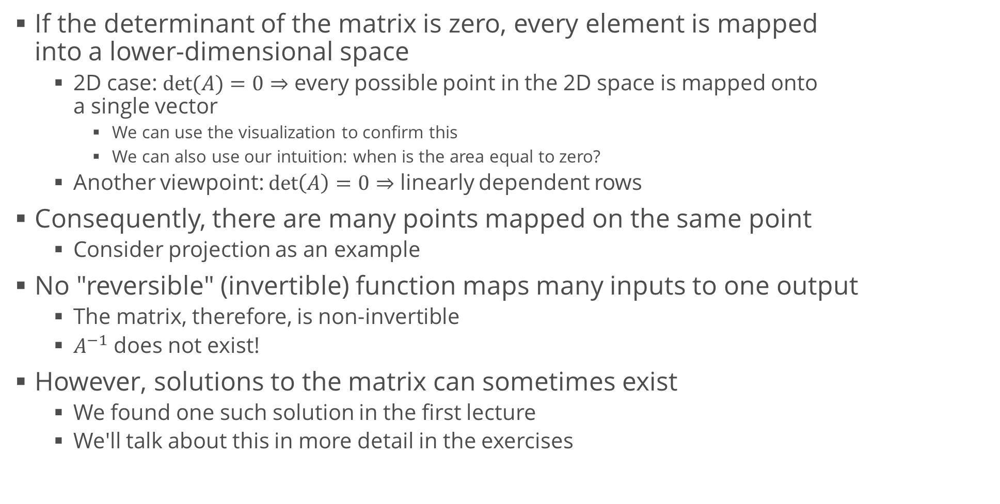 ▪ If the determinant of the matrix is zero, every element is mapped
into a lower-dimensional space
▪ 2D case: det(A) = 0 ⇒ every possible point in the 2D space is mapped onto
a single vector
▪ We can use the visualization to confirm this
▪ We can also use our intuition: when is the area equal to zero?
▪ Another viewpoint: det(A) = 0 ⇒ linearly dependent rows
▪ Consequently, there are many points mapped on the same point
▪ Consider projection as an example
▪ No "reversible" (invertible) function maps many inputs to one output
▪ The matrix, therefore, is non-invertible
▪ A⁻¹ does not exist!
▪ However, solutions to the matrix can sometimes exist
▪ We found one such solution in the first lecture
▪ We'll talk about this in more detail in the exercises